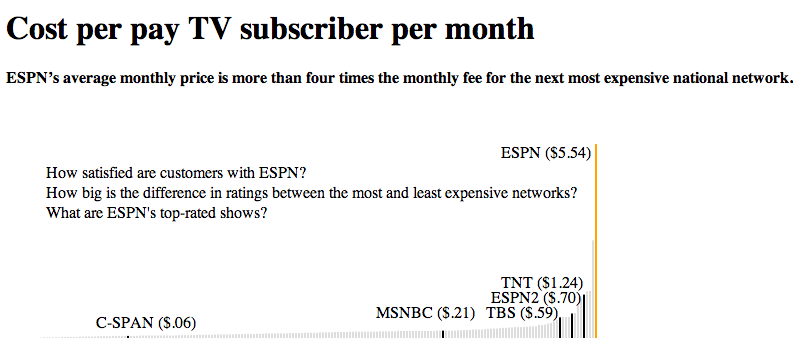 Cost per pay TV subscriber per month
ESPN’s average monthly price is more than four times the monthly fee for the next most expensive national network.
ESPN ($5.54)
How satisfied are customers with ESPN?
How big is the difference in ratings between the most and least expensive networks?
What are ESPN's top-rated shows?
TNT ($1.24)
ESPN2 ($.70)
MSNBC ($.21) TBS ($.59)
C-SPAN ($.06)